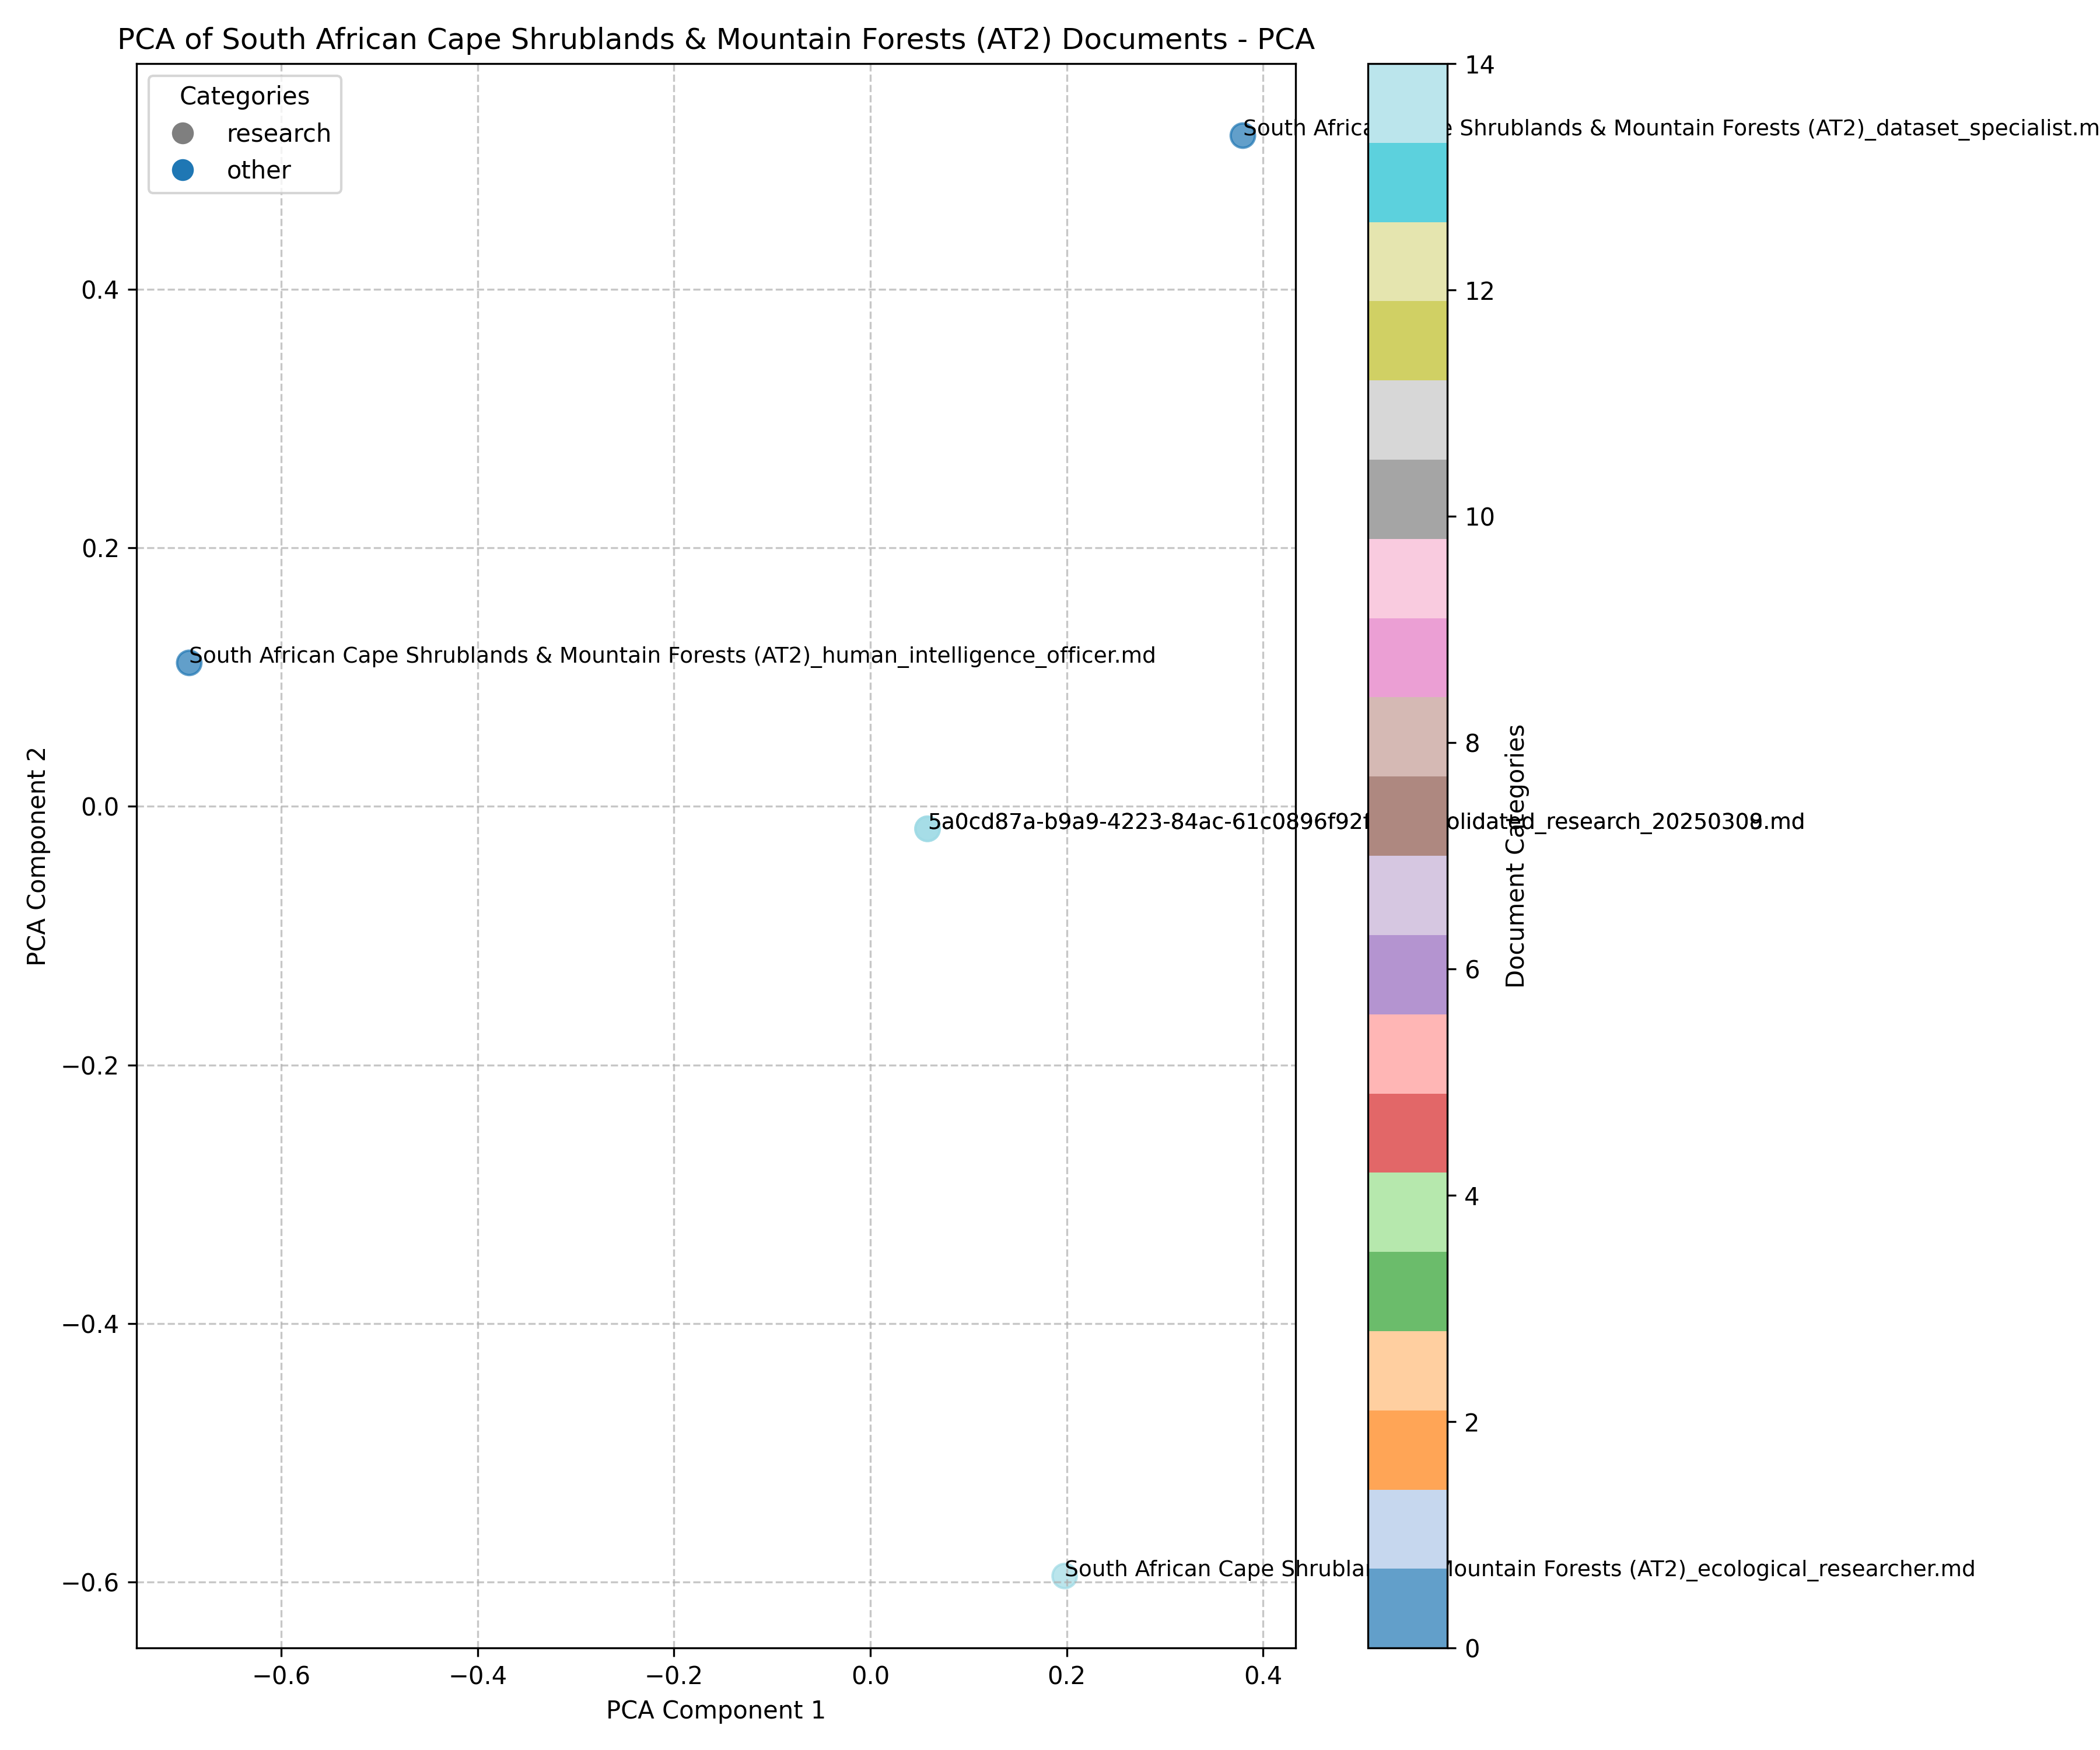 PCA of South African Cape Shrublands & Mountain Forests (AT2) Documents - PCA
Categories
research
other
South Africa Shrublands & Mountain Forests (AT2)_dataset_specialist.m
South African Cape Shrublands & Mountain Forests (AT2)_human_intelligence_officer.md
5a0cd87a-b9a9-4223-84ac-61c0896f92 olidated_research_2025030
South African Cape Shrubla Mountain Forests (AT2)_ecological_researcher.md
0.4
0.2
0.0
−0.2
−0.4
−0.6
PCA Component 2
−0.6
−0.4
−0.2
0.0
0.2
0.4
PCA Component 1
14
12
10
8
6
4
2
0
Document Categories